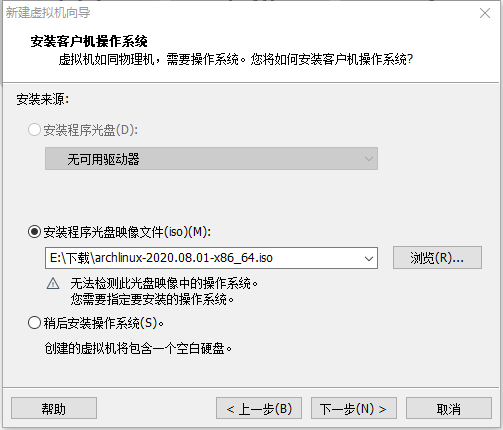 新建虚拟机向导
安装客户机操作系统
虚拟机如同物理机，需要操作系统。您将如何安装客户机操作系统?
安装来源:
安装程序光盘(D):
无可用驱动器
安装程序光盘映像文件(iso)(M):
E:\下载\archlinux-2020.08.01-x86_64.iso
浏览(R)...
无法检测此光盘映像中的操作系统。
您需要指定要安装的操作系统。
稍后安装操作系统(S)。
创建的虚拟机将包含一个空白硬盘。
帮助
< 上一步(B)
下一步(N) >
取消